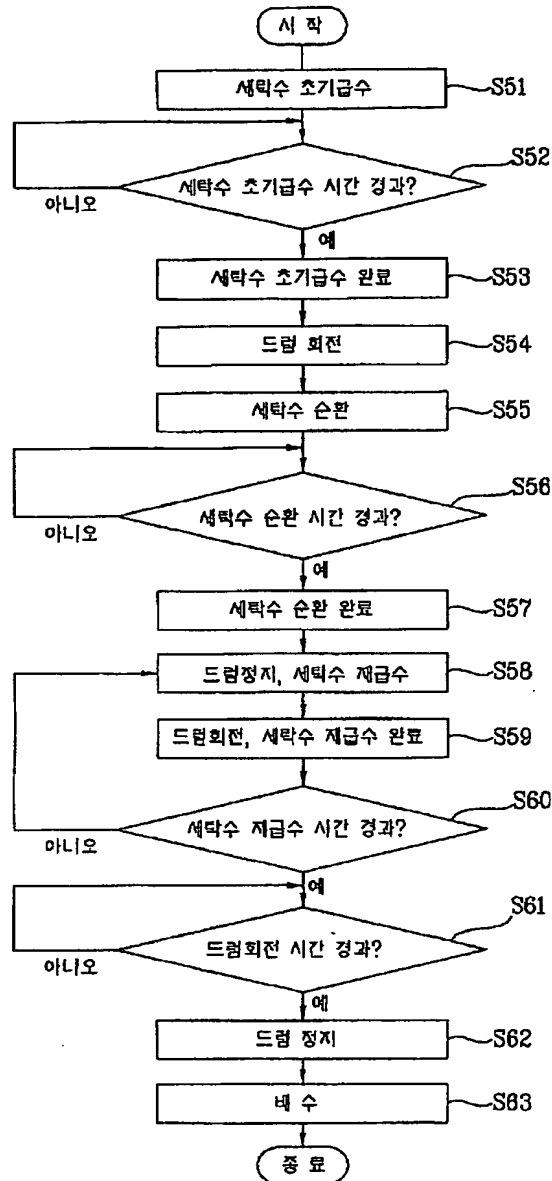 시 작
세탁수 초기급수
S51
세탁수 초기급수 시간 경과?
S52
아니오
예
세탁수 초기급수 완료
S53
드럼 회전
S54
세탁수 순환
S55
세탁수 순환 시간 경과?
S56
아니오
예
세탁수 순환 완료
S57
드럼정지, 세탁수 재급수
S58
드럼회전, 세탁수 재급수 완료
S59
세탁수 재급수 시간 경과?
S60
아니오
예
드럼회전 시간 경과?
S61
아니오
예
드럼 정지
S62
배 수
S63
종 료